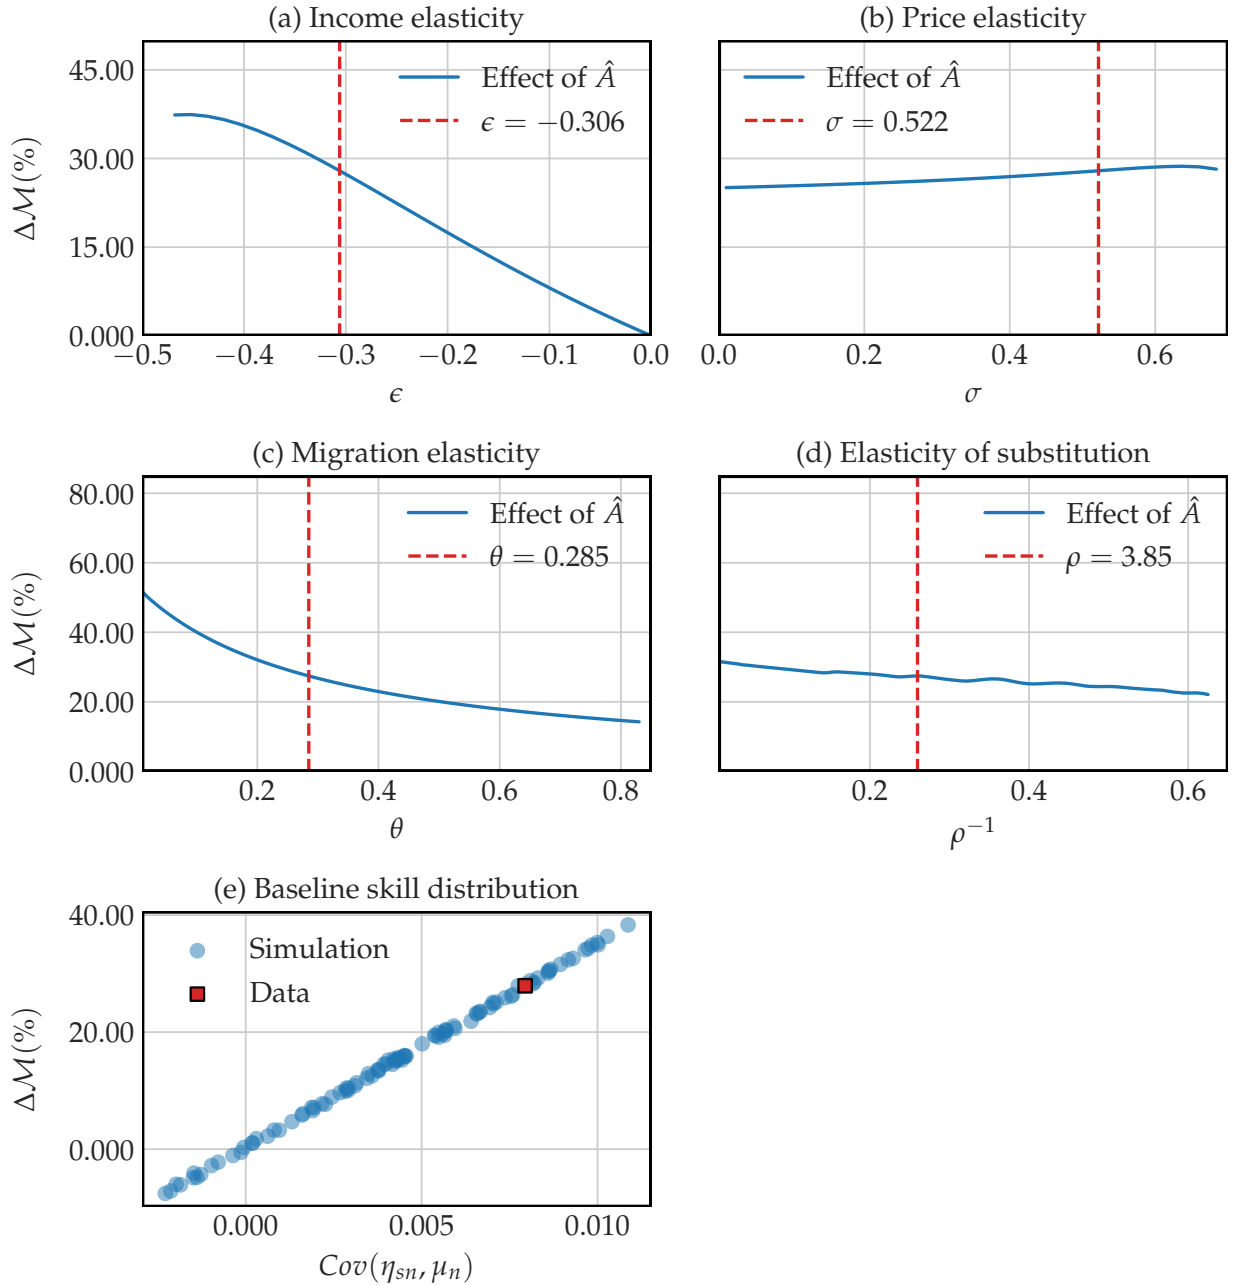 (a) Income elasticity
45.00
30.00
15.00
0.000
ΔM(%)
Effect of Â
ϵ = −0.306
−0.5 −0.4 −0.3 −0.2 −0.1 0.0
ϵ
(b) Price elasticity
Effect of Â
σ = 0.522
0.0 0.2 0.4 0.6
σ
(c) Migration elasticity
80.00
60.00
40.00
20.00
0.000
ΔM(%)
Effect of Â
θ = 0.285
0.2 0.4 0.6 0.8
θ
(d) Elasticity of substitution
Effect of Â
ρ = 3.85
0.2 0.4 0.6
ρ⁻¹
(e) Baseline skill distribution
40.00
20.00
0.000
ΔM(%)
Simulation
Data
0.000 0.005 0.010
Cov(ηsn, μn)